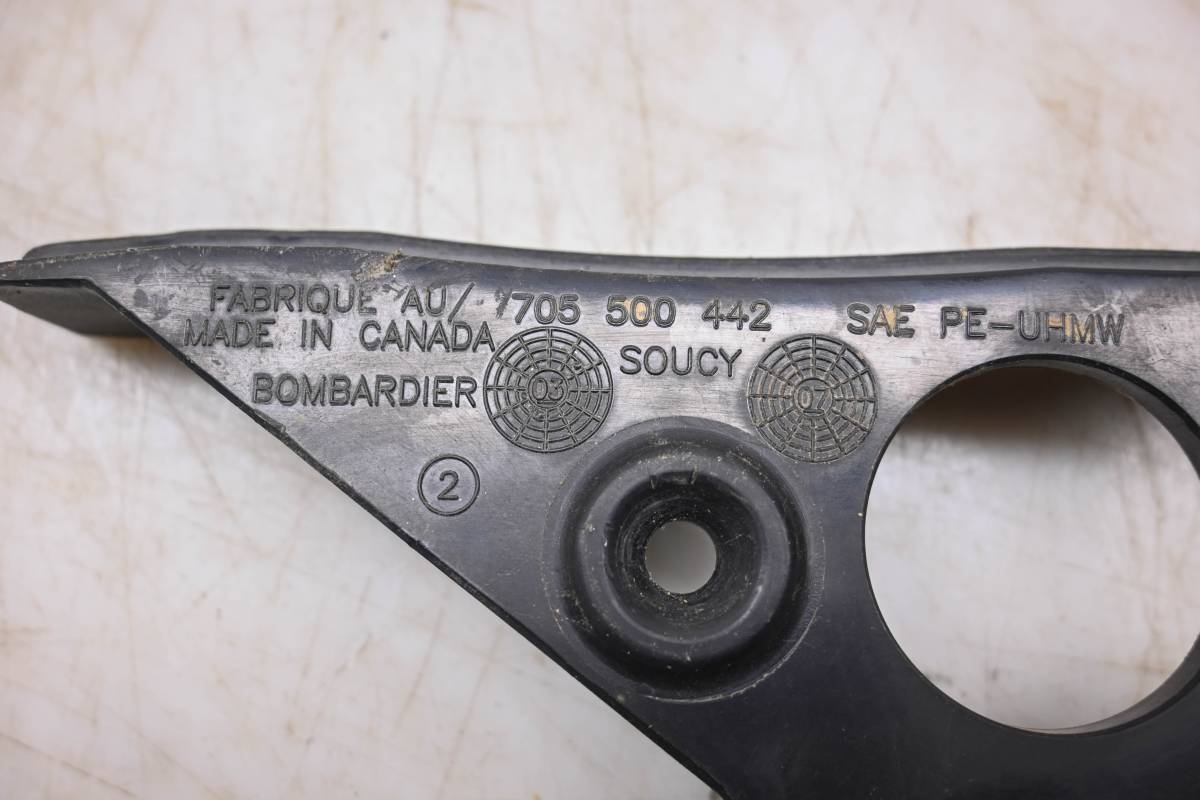 FABRIQUE AU/ 705 500 442 SAE PE-UHMW
MADE IN CANADA
SOUCY
BOMBARDIER
03
07
2